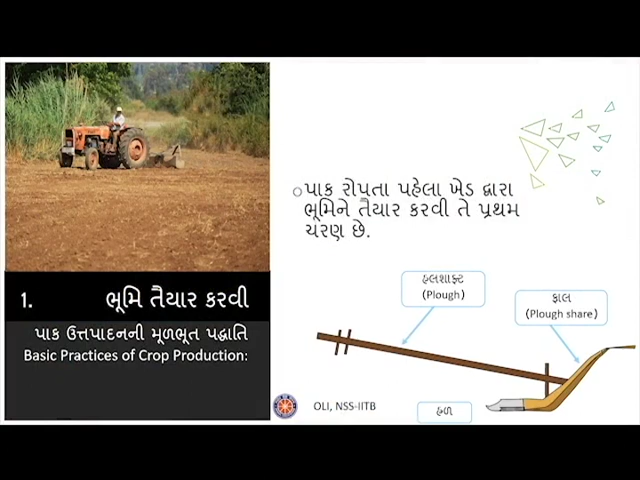 1. ભૂમિ તૈયાર કરવી
પાક ઉત્તપાદનની મૂળભૂત પદ્ધાતિ
Basic Practices of Crop Production:
પાક રોપતા પહેલા ખેડ દ્વારા
ભૂમિને તૈયાર કરવી તે પ્રથમ
ચરણ છે.
હલશાફ્ટ
(Plough)
ફાલ
(Plough share)
હળ
OLI, NSS-IITB